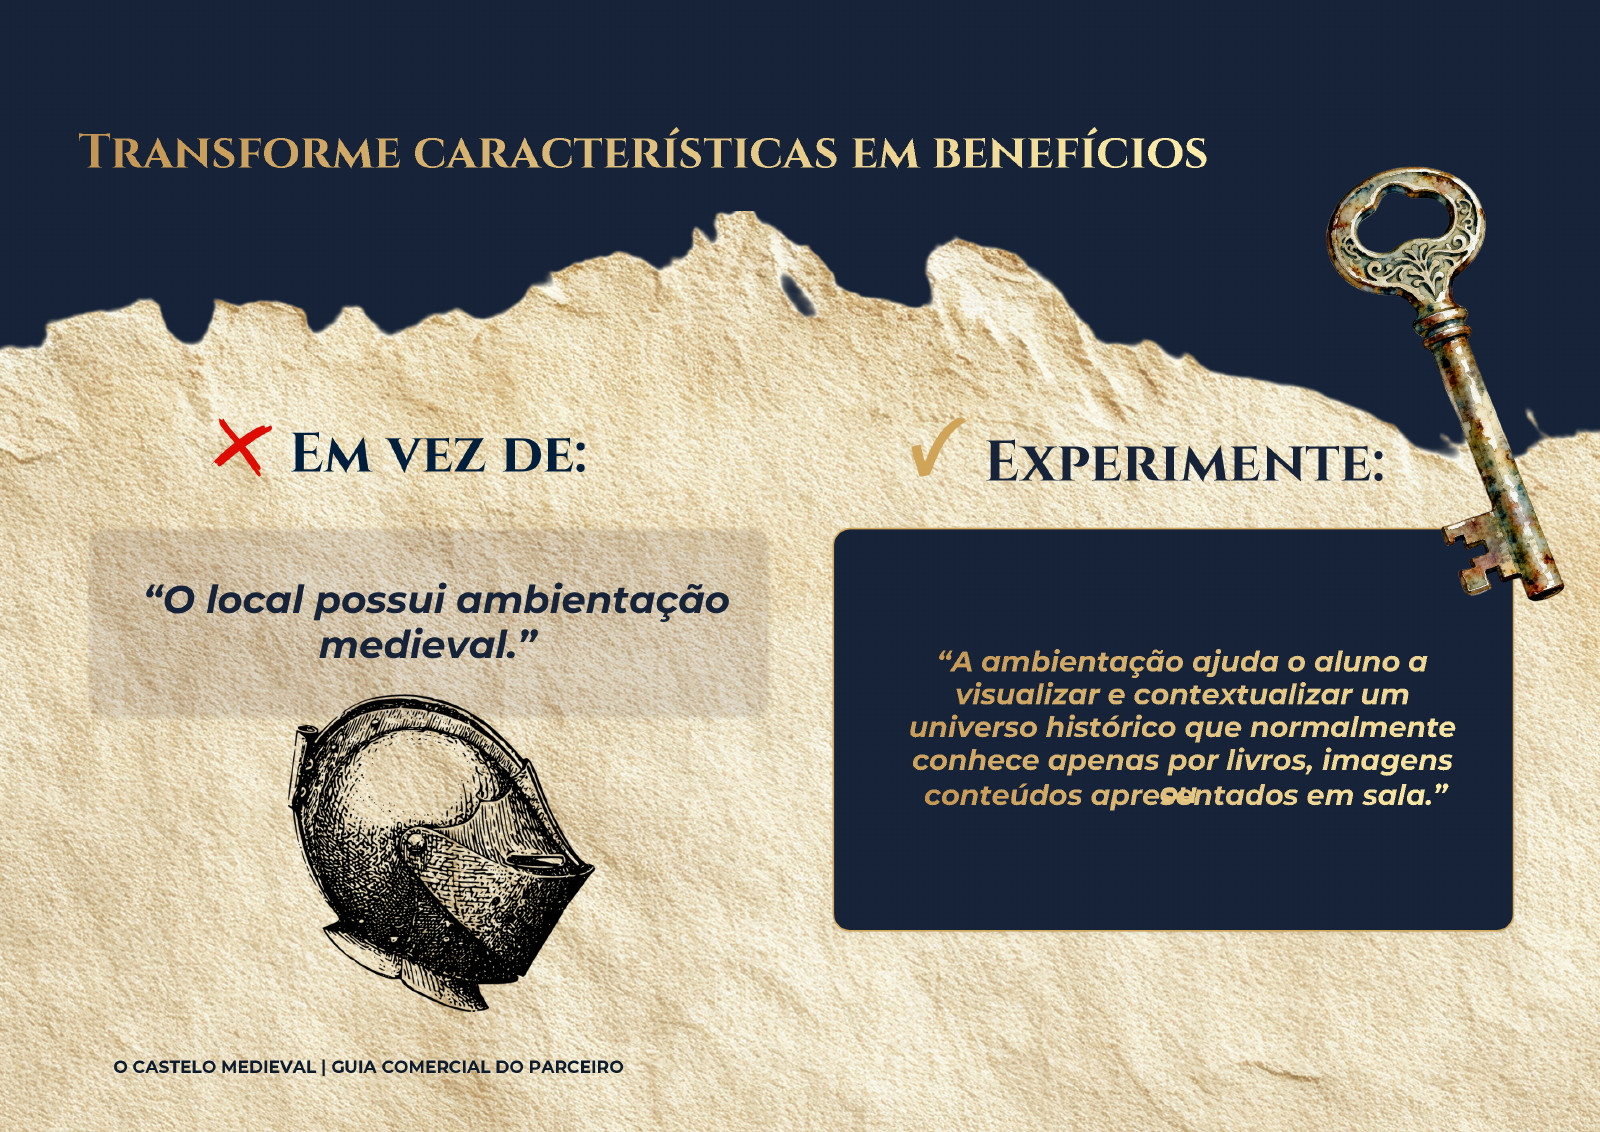 Transforme características em benefícios
Em vez de:
“O local possui ambientação
medieval.”
Experimente:
“A ambientação ajuda o aluno a
visualizar e contextualizar um
universo histórico que normalmente
conhece apenas por livros, imagens
ou
conteúdos apresentados em sala.”
O CASTELO MEDIEVAL | GUIA COMERCIAL DO PARCEIRO